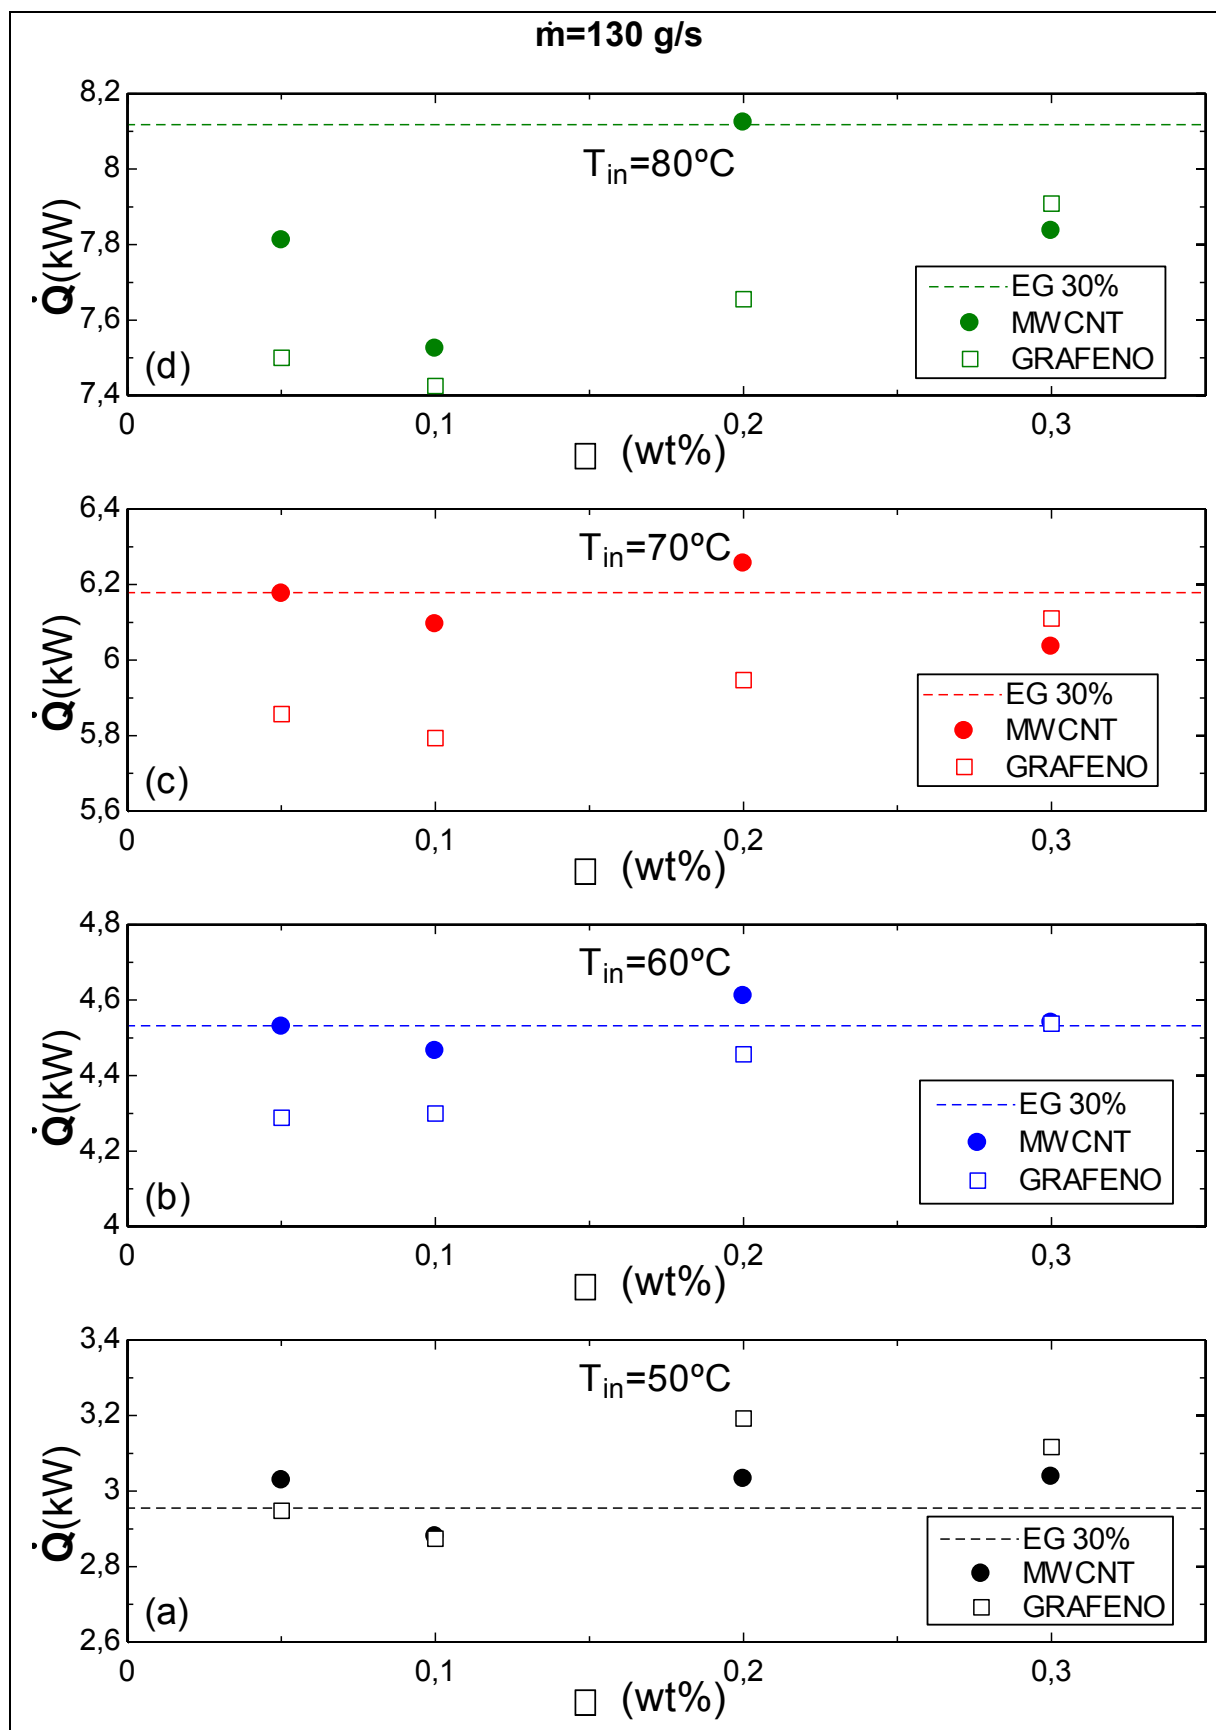 ṁ=130 g/s
8,2
8
7,8
7,6
7,4
Q̇(kW)
T_in=80ºC
EG 30%
MWCNT
GRAFENO
(d)
0 0,1 0,2 0,3
□ (wt%)
6,4
6,2
6
5,8
5,6
Q̇(kW)
T_in=70ºC
EG 30%
MWCNT
GRAFENO
(c)
0 0,1 0,2 0,3
□ (wt%)
4,8
4,6
4,4
4,2
4
Q̇(kW)
T_in=60ºC
EG 30%
MWCNT
GRAFENO
(b)
0 0,1 0,2 0,3
□ (wt%)
3,4
3,2
3
2,8
2,6
Q̇(kW)
T_in=50ºC
EG 30%
MWCNT
GRAFENO
(a)
0 0,1 0,2 0,3
□ (wt%)